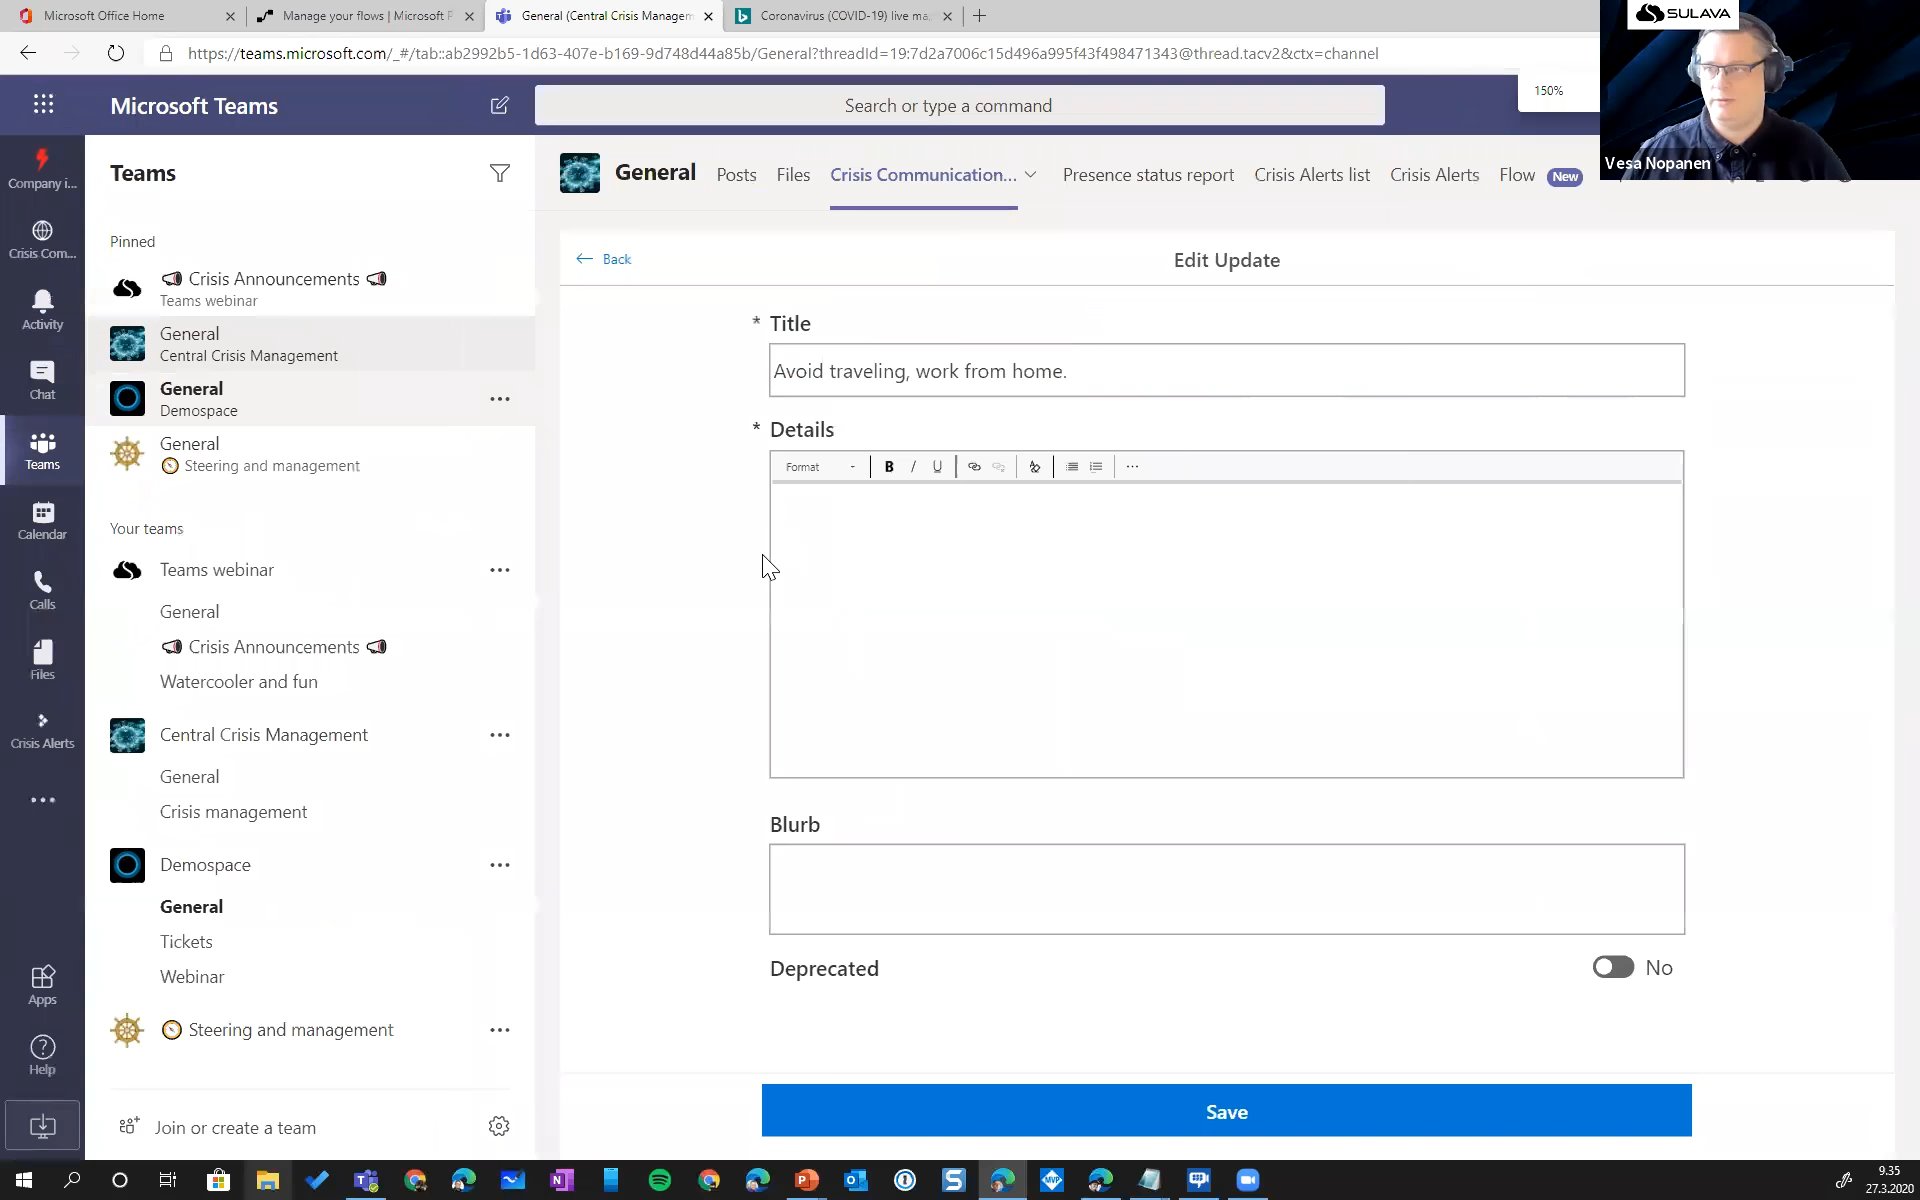 Microsoft Office Home
Manage your flows | Microsoft P
General (Central Crisis Managem
Coronavirus (COVID-19) live ma
SULAVA
https://teams.microsoft.com/_#/tab::ab2992b5-1d63-407e-b169-9d748d44a85b/General?threadId=19:7d2a7006c15d496a995f43f498471343@thread.tacv2&ctx=channel
Microsoft Teams
Search or type a command
150%
Vesa Nopanen
Company i...
Crisis Com...
Activity
Chat
Teams
Calendar
Calls
Files
Crisis Alerts
Apps
Help
Teams
Pinned
Crisis Announcements
Teams webinar
General
Central Crisis Management
General
Demospace
General
Steering and management
Your teams
Teams webinar
General
Crisis Announcements
Watercooler and fun
Central Crisis Management
General
Crisis management
Demospace
General
Tickets
Webinar
Steering and management
Join or create a team
General Posts Files Crisis Communication... Presence status report Crisis Alerts list Crisis Alerts Flow New
Back
Edit Update
* Title
Avoid traveling, work from home.
* Details
Format B I U
Blurb
Deprecated
No
Save
9.35
27.3.2020